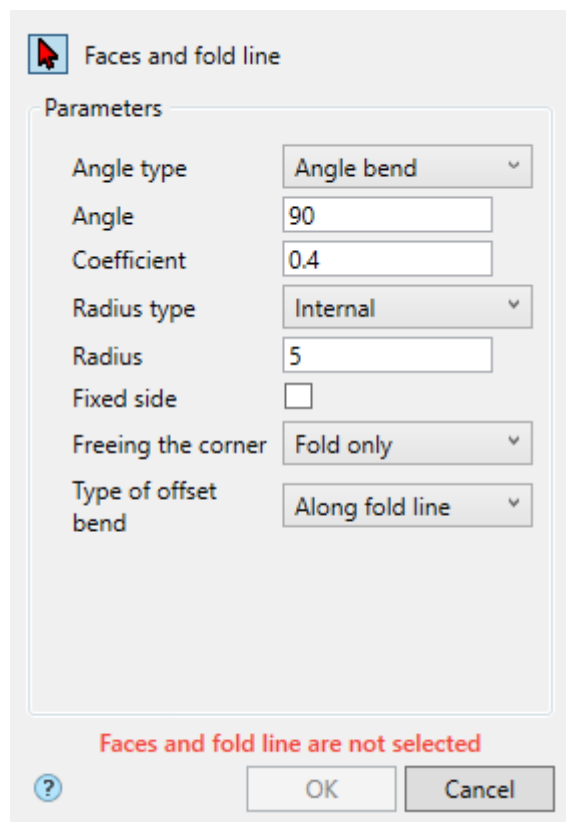 Faces and fold line
Parameters
Angle type Angle bend
Angle 90
Coefficient 0.4
Radius type Internal
Radius 5
Fixed side
Freeing the corner Fold only
Type of offset
bend Along fold line
Faces and fold line are not selected
? OK Cancel